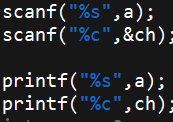 scanf("%s",a);
scanf("%c",&ch);
printf("%s",a);
printf("%c",ch);